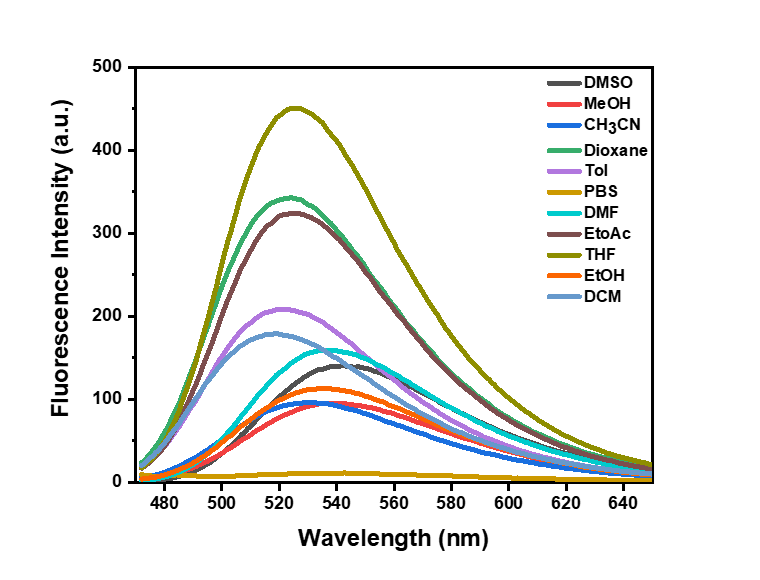 500
400
300
200
100
0
Fluorescence Intensity (a.u.)
DMSO
MeOH
CH3CN
Dioxane
Tol
PBS
DMF
EtoAc
THF
EtOH
DCM
480 500 520 540 560 580 600 620 640
Wavelength (nm)